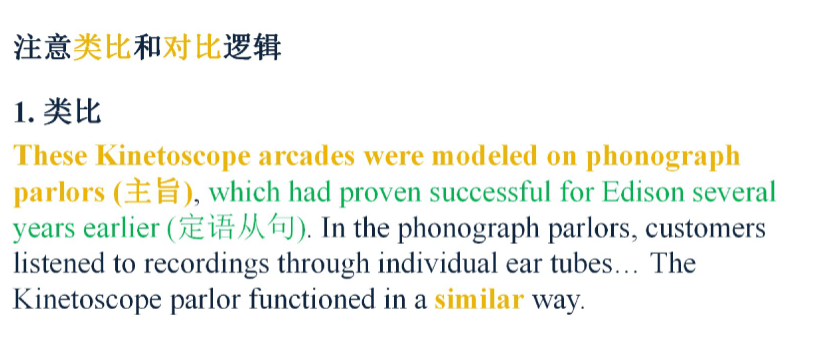 注意类比和对比逻辑
1. 类比
These Kinetoscope arcades were modeled on phonograph
parlors (主旨), which had proven successful for Edison several
years earlier (定语从句). In the phonograph parlors, customers
listened to recordings through individual ear tubes… The
Kinetoscope parlor functioned in a similar way.